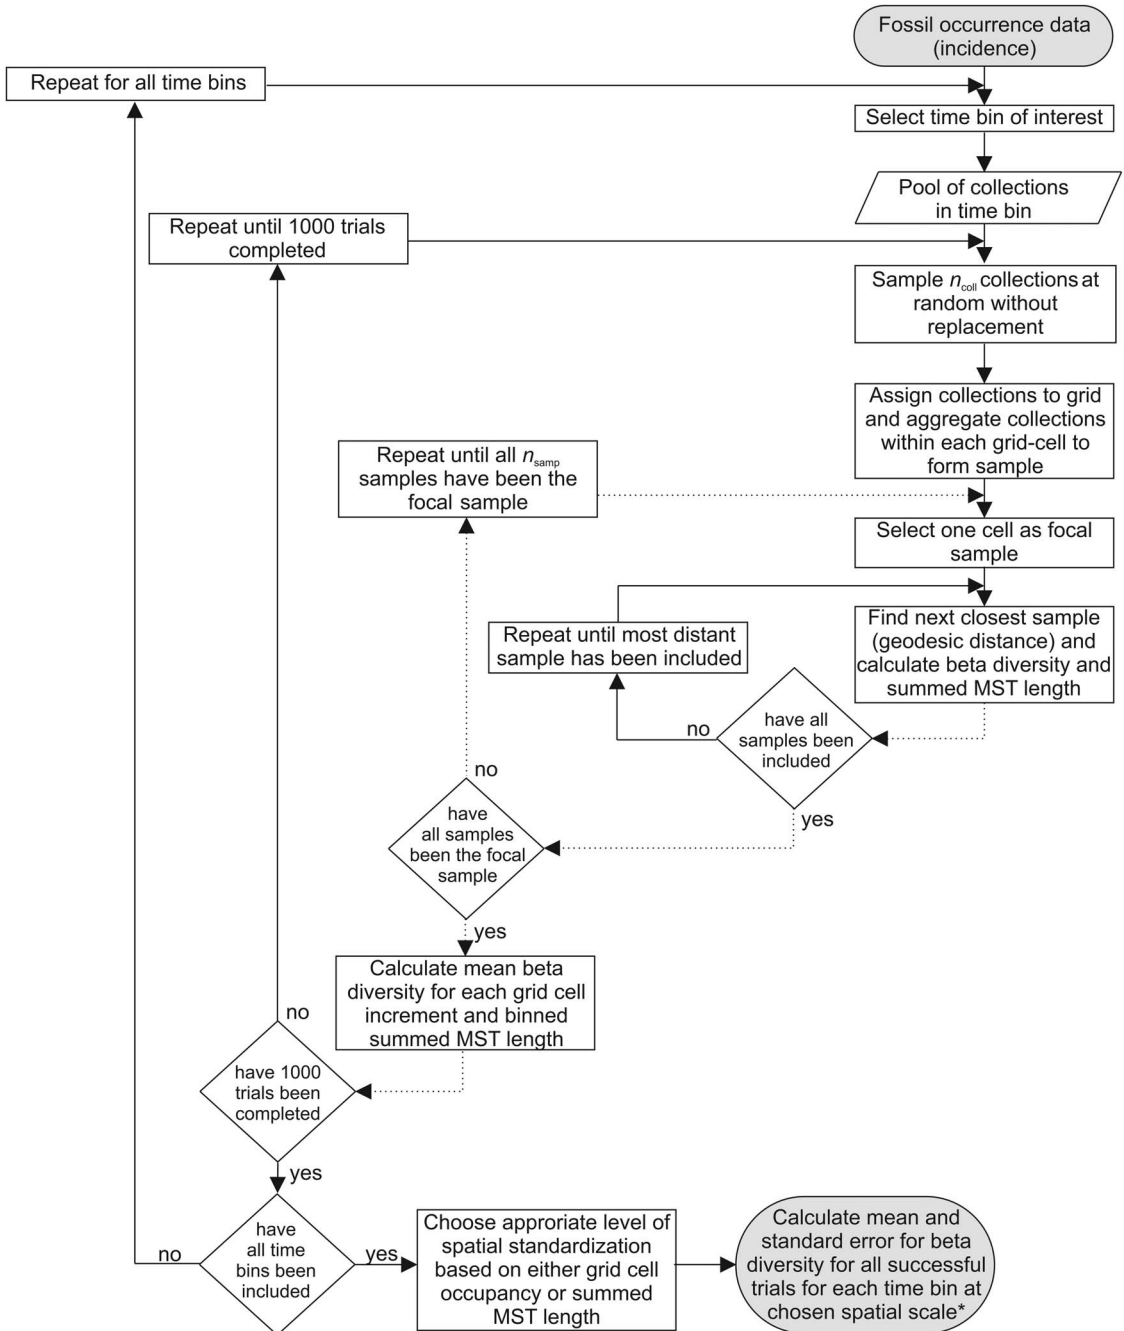 Fossil occurrence data
(incidence)
Repeat for all time bins
Select time bin of interest
Pool of collections
in time bin
Repeat until 1000 trials
completed
Sample ncoll collections at
random without
replacement
Assign collections to grid
and aggregate collections
within each grid-cell to
form sample
Repeat until all nsamp
samples have been the
focal sample
Select one cell as focal
sample
Find next closest sample
(geodesic distance) and
calculate beta diversity and
summed MST length
Repeat until most distant
sample has been included
have all
samples been
included
no
yes
have
all samples
been the focal
sample
no
yes
Calculate mean beta
diversity for each grid cell
increment and binned
summed MST length
have 1000
trials been
completed
no
yes
have
all time
bins been
included
no
yes
Choose approriate level of
spatial standardization
based on either grid cell
occupancy or summed
MST length
Calculate mean and
standard error for beta
diversity for all successful
trials for each time bin at
chosen spatial scale*